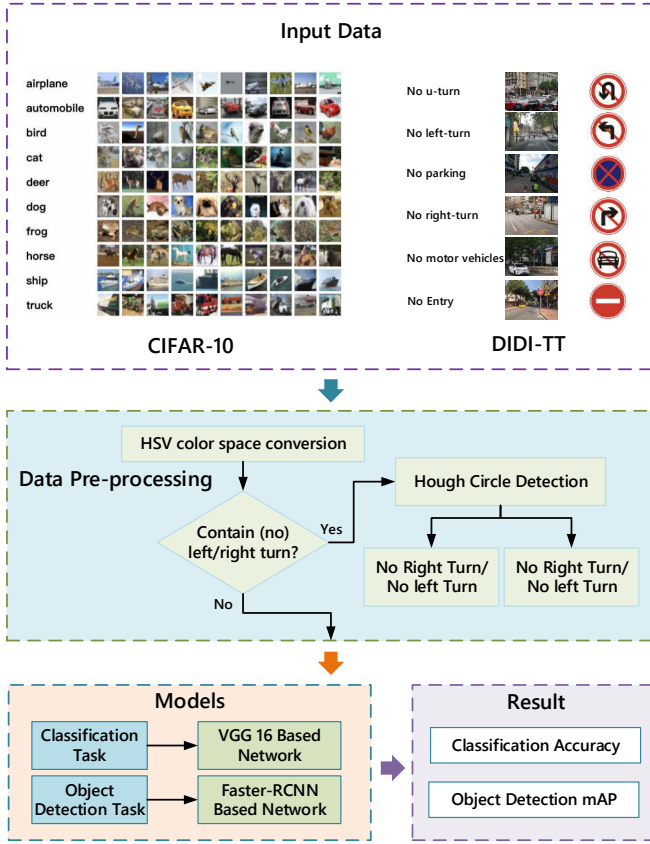 Input Data
airplane
automobile
bird
cat
deer
dog
frog
horse
ship
truck
CIFAR-10
No u-turn
No left-turn
No parking
No right-turn
No motor vehicles
No Entry
DIDI-TT
Data Pre-processing
HSV color space conversion
Contain (no)
left/right turn?
Yes
No
Hough Circle Detection
No Right Turn/
No left Turn
No Right Turn/
No left Turn
Models
Classification
Task
VGG 16 Based
Network
Object
Detection Task
Faster-RCNN
Based Network
Result
Classification Accuracy
Object Detection mAP